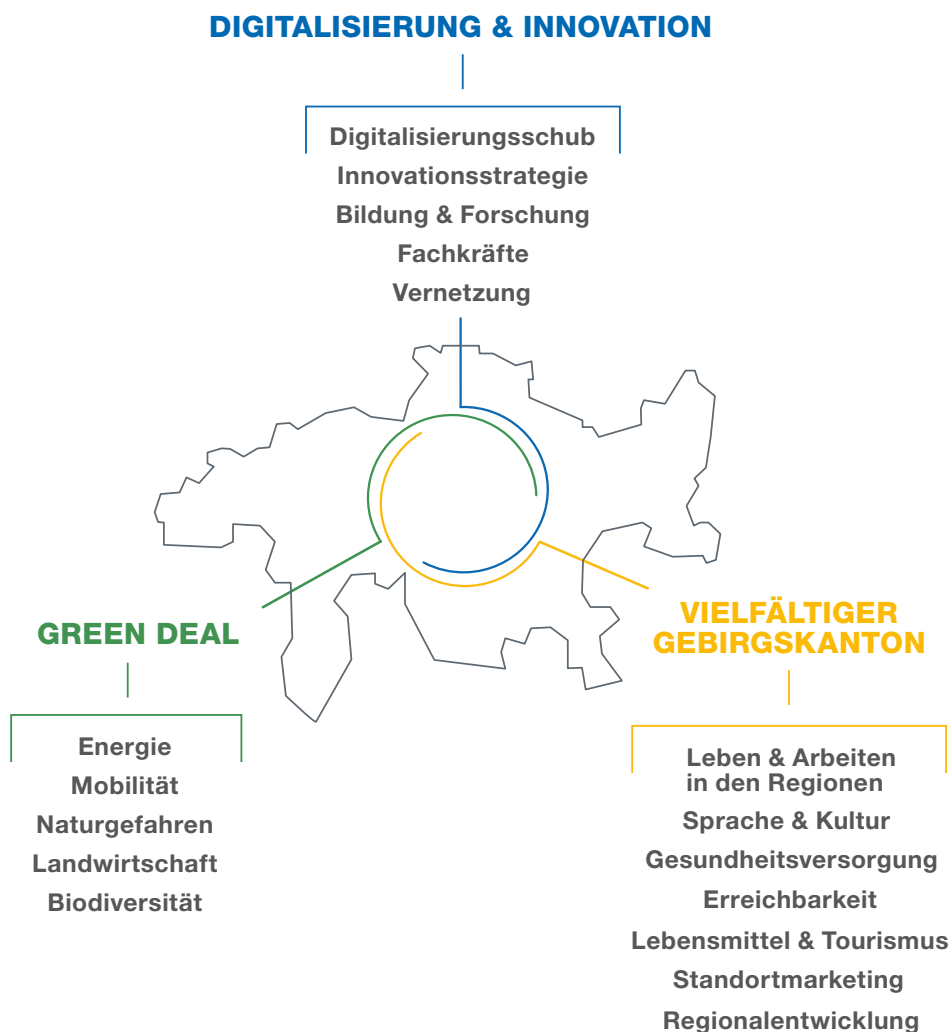 DIGITALISIERUNG & INNOVATION
Digitalisierungsschub
Innovationsstrategie
Bildung & Forschung
Fachkräfte
Vernetzung
GREEN DEAL
Energie
Mobilität
Naturgefahren
Landwirtschaft
Biodiversität
VIELFÄLTIGER
GEBIRGSKANTON
Leben & Arbeiten
in den Regionen
Sprache & Kultur
Gesundheitsversorgung
Erreichbarkeit
Lebensmittel & Tourismus
Standortmarketing
Regionalentwicklung